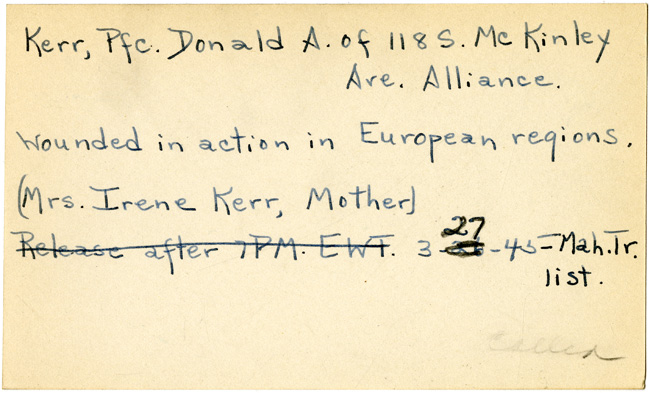 Kerr, Pfc. Donald A. of 118 S. McKinley
Ave. Alliance.
Wounded in action in European regions.
(Mrs. Irene Kerr, Mother)
Release after 7PM. EWT. 3-27-45-Mah.Tr.
list.
Called